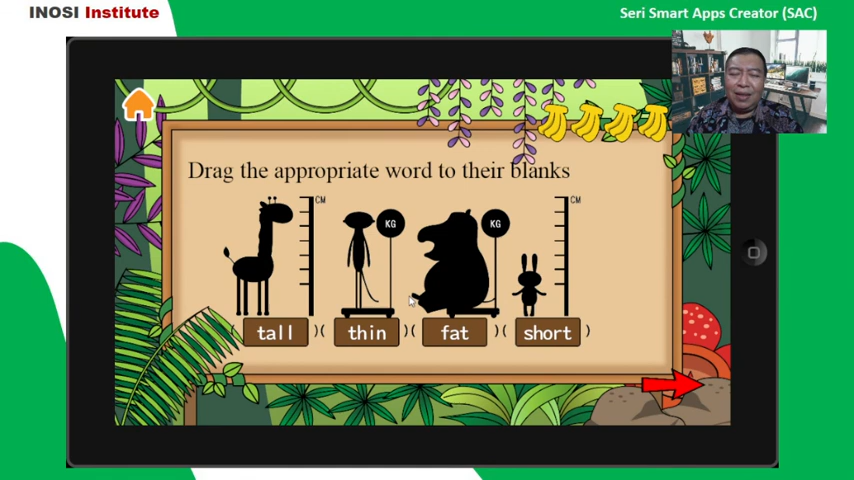 INOSI Institute
Seri Smart Apps Creator (SAC)
Drag the appropriate word to their blanks
CM
KG
KG
CM
( tall )( thin )( fat )( short )